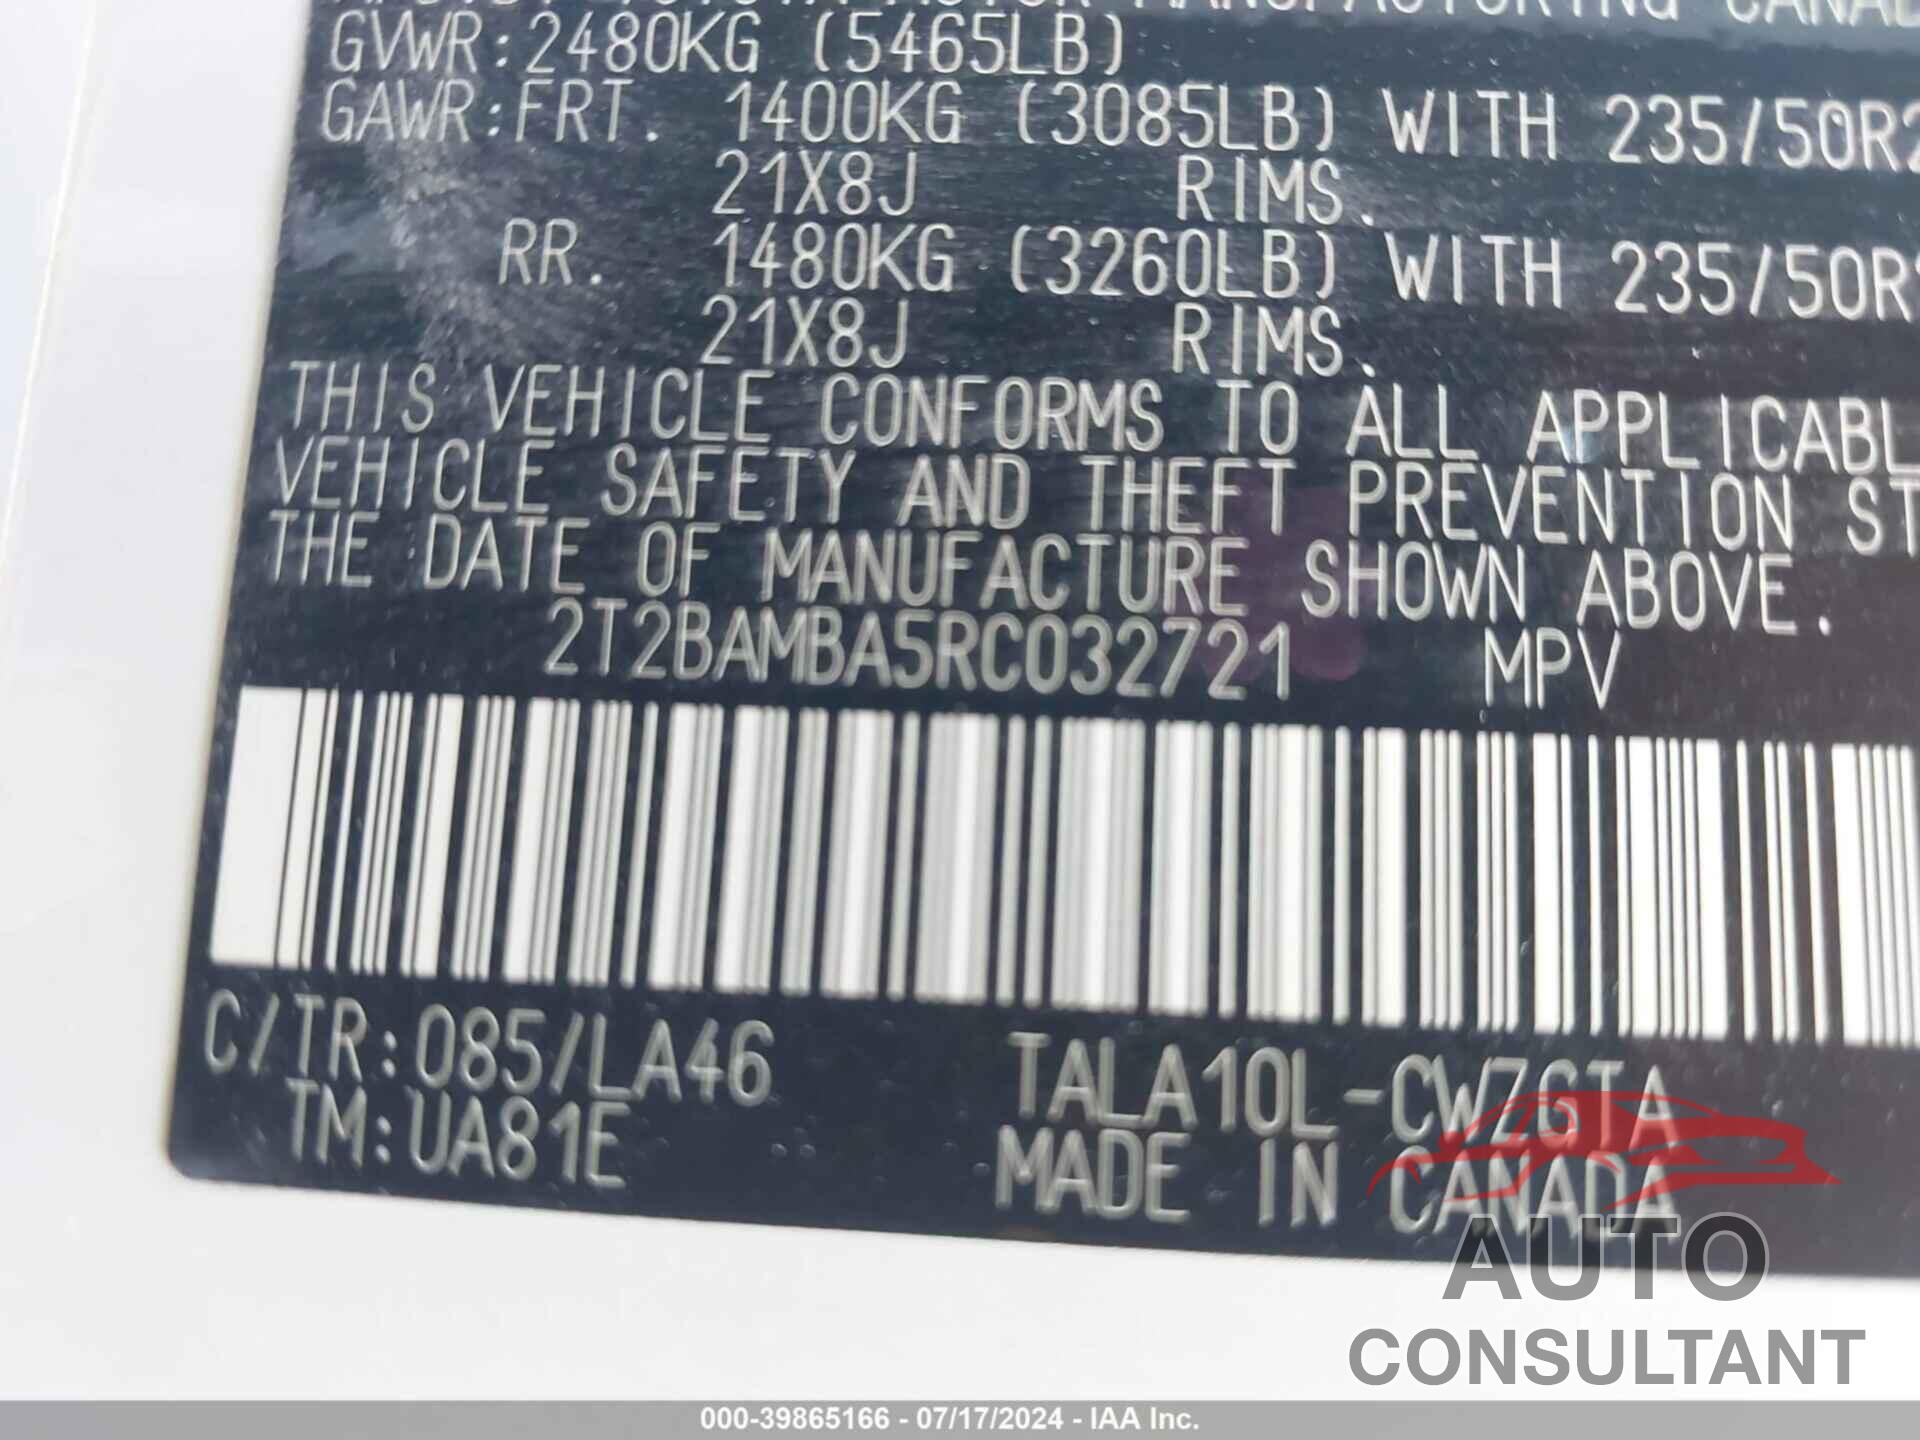 MANUFACTURING CANAD
GVWR:2480KG (5465LB)
GAWR:FRT. 1400KG (3085LB) WITH 235/50R2
21X8J RIMS.
RR. 1480KG (3260LB) WITH 235/50R
21X8J RIMS.
THIS VEHICLE CONFORMS TO ALL APPLICABL
VEHICLE SAFETY AND THEFT PREVENTION ST
THE DATE OF MANUFACTURE SHOWN ABOVE.
2T2BAMBA5RC032721 MPV
C/TR:085/LA46 TALA10L-CW7GTA
TM:UA81E MADE IN CANADA
AUTO
CONSULTANT
000-39865166 - 07/17/2024 - IAA Inc.